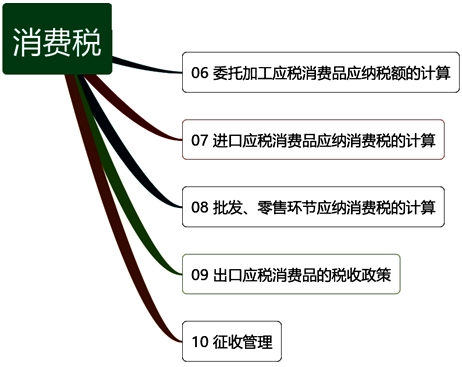 消费税
06 委托加工应税消费品应纳税额的计算
07 进口应税消费品应纳消费税的计算
08 批发、零售环节应纳消费税的计算
09 出口应税消费品的税收政策
10 征收管理